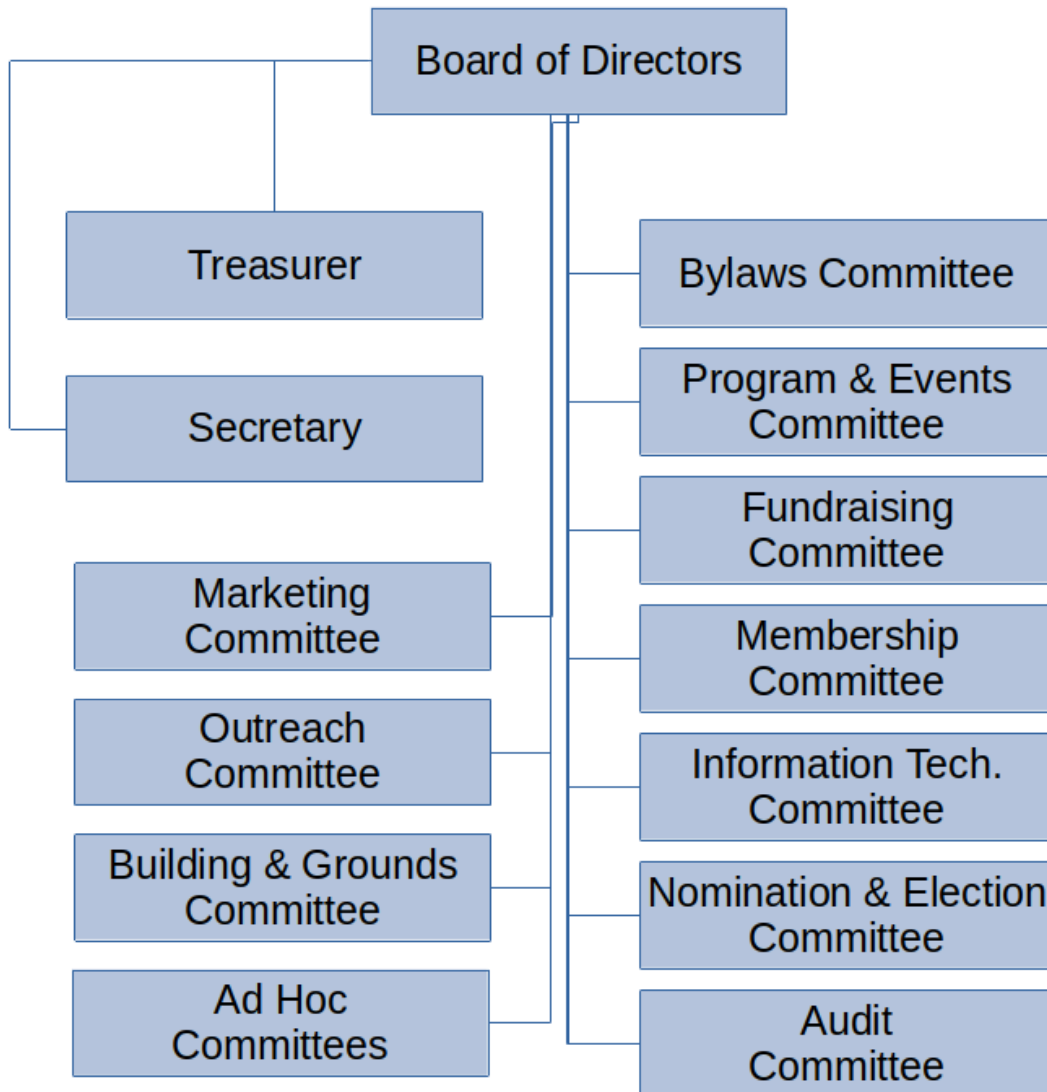 Board of Directors
Treasurer
Secretary
Marketing
Committee
Outreach
Committee
Building & Grounds
Committee
Ad Hoc
Committees
Bylaws Committee
Program & Events
Committee
Fundraising
Committee
Membership
Committee
Information Tech.
Committee
Nomination & Election
Committee
Audit
Committee